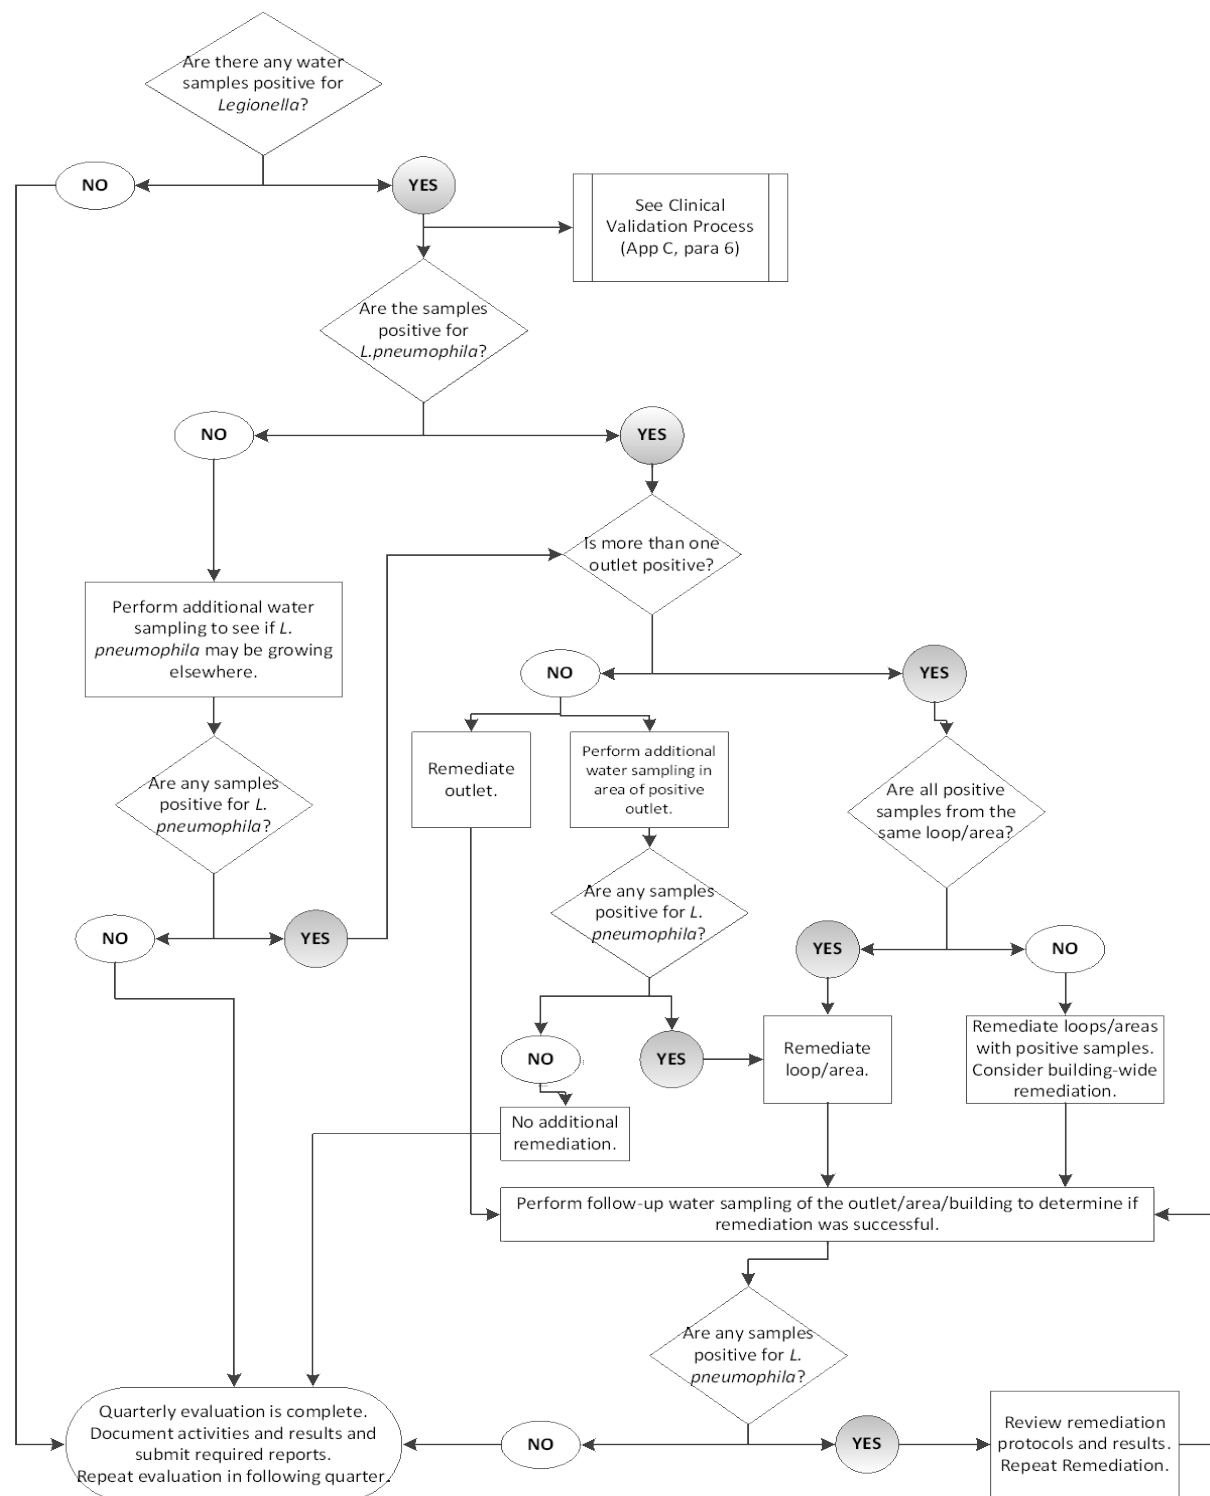 Are there any water
samples positive for
Legionella?
NO
YES
See Clinical
Validation Process
(App C, para 6)
Are the samples
positive for
L.pneumophila?
NO
YES
Is more than one
outlet positive?
Perform additional water
sampling to see if L.
pneumophila may be growing
elsewhere.
NO
YES
Remediate
outlet.
Perform additional
water sampling in
area of positive
outlet.
Are any samples
positive for L.
pneumophila?
Are all positive
samples from the
same loop/area?
Are any samples
positive for L.
pneumophila?
NO
YES
YES
NO
NO
YES
Remediate
loop/area.
Remediate loops/areas
with positive samples.
Consider building-wide
remediation.
No additional
remediation.
Perform follow-up water sampling of the outlet/area/building to determine if
remediation was successful.
Are any samples
positive for L.
pneumophila?
Quarterly evaluation is complete.
Document activities and results and
submit required reports.
Repeat evaluation in following quarter.
NO
YES
Review remediation
protocols and results.
Repeat Remediation.